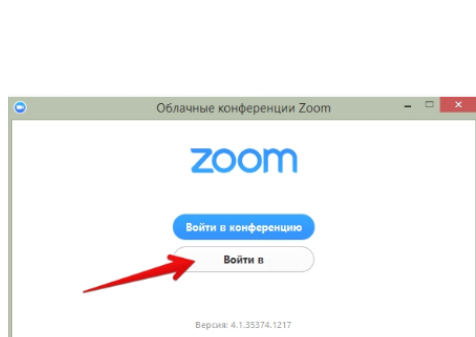 Облачные конференции Zoom
zoom
Войти в конференцию
Войти в
Версия: 4.1.35374.1217